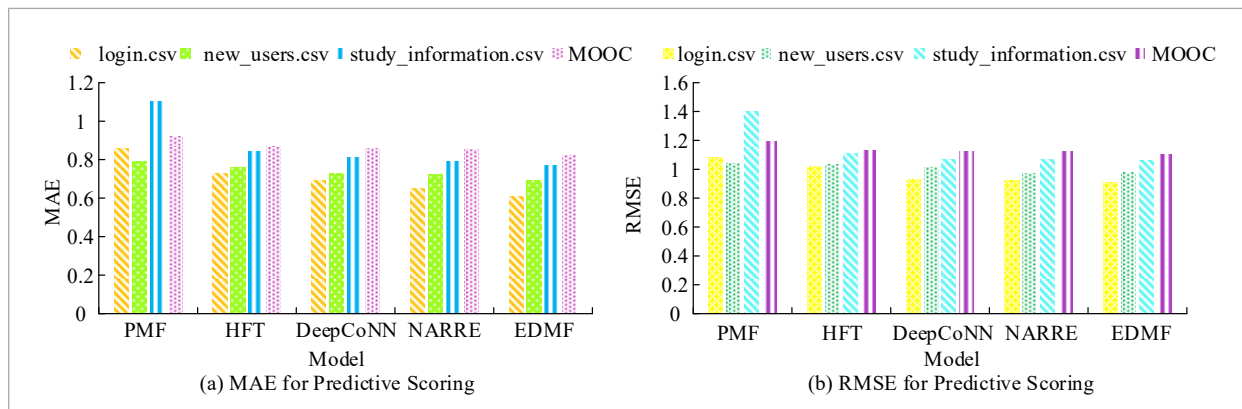 login.csv new_users.csv study_information.csv MOOC
1.2
1
0.8
0.6
0.4
0.2
0
MAE
PMF HFT DeepCoNN NARRE EDMF
Model
(a) MAE for Predictive Scoring
login.csv new_users.csv study_information.csv MOOC
1.6
1.4
1.2
1
0.8
0.6
0.4
0.2
0
RMSE
PMF HFT DeepCoNN NARRE EDMF
Model
(b) RMSE for Predictive Scoring